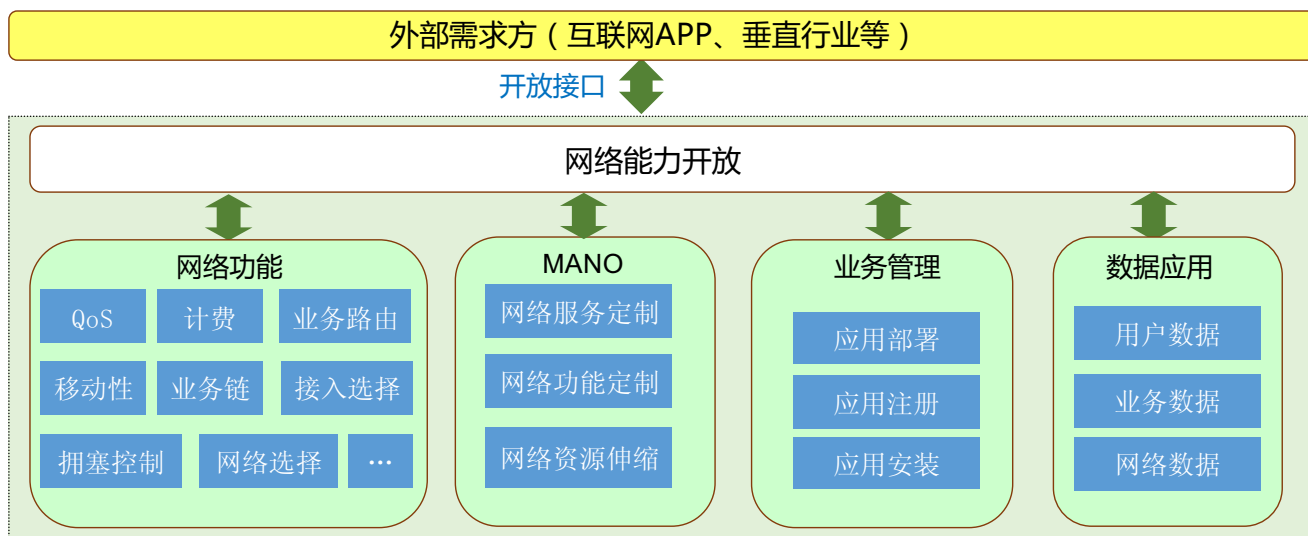 外部需求方（互联网APP、垂直行业等）
开放接口
网络能力开放
网络功能
QoS
计费
业务路由
移动性
业务链
接入选择
拥塞控制
网络选择
…
MANO
网络服务定制
网络功能定制
网络资源伸缩
业务管理
应用部署
应用注册
应用安装
数据应用
用户数据
业务数据
网络数据